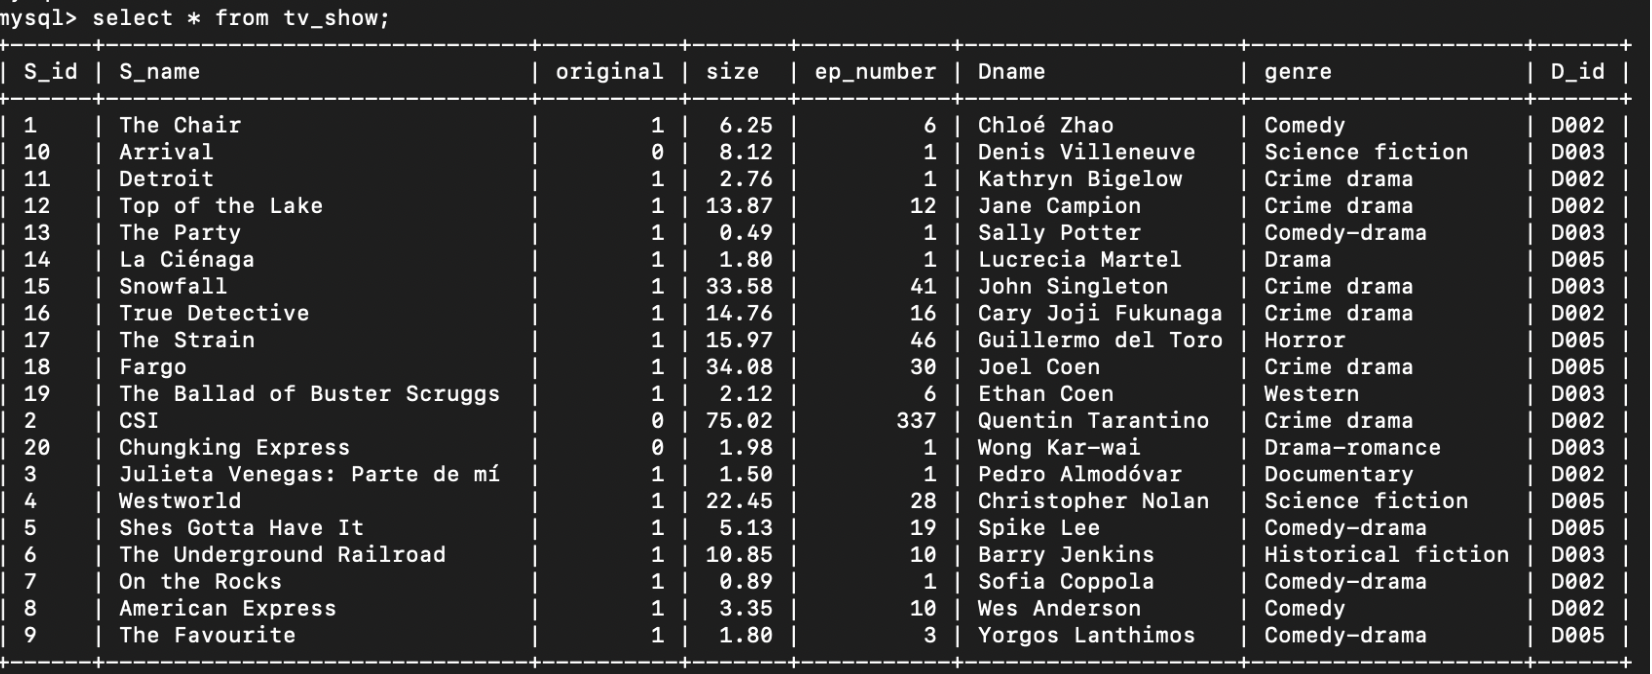 mysql> select * from tv_show;
+------+------------------------------+----------+-------+-----------+--------------------+--------------------+------+
| S_id | S_name                       | original | size  | ep_number | Dname              | genre              | D_id |
+------+------------------------------+----------+-------+-----------+--------------------+--------------------+------+
| 1    | The Chair                    |        1 |  6.25 |         6 | Chloé Zhao         | Comedy             | D002 |
| 10   | Arrival                      |        0 |  8.12 |         1 | Denis Villeneuve   | Science fiction    | D003 |
| 11   | Detroit                      |        1 |  2.76 |         1 | Kathryn Bigelow    | Crime drama        | D002 |
| 12   | Top of the Lake              |        1 | 13.87 |        12 | Jane Campion       | Crime drama        | D002 |
| 13   | The Party                    |        1 |  0.49 |         1 | Sally Potter       | Comedy-drama       | D003 |
| 14   | La Ciénaga                   |        1 |  1.80 |         1 | Lucrecia Martel    | Drama              | D005 |
| 15   | Snowfall                     |        1 | 33.58 |        41 | John Singleton     | Crime drama        | D003 |
| 16   | True Detective               |        1 | 14.76 |        16 | Cary Joji Fukunaga | Crime drama        | D002 |
| 17   | The Strain                   |        1 | 15.97 |        46 | Guillermo del Toro | Horror             | D005 |
| 18   | Fargo                        |        1 | 34.08 |        30 | Joel Coen          | Crime drama        | D005 |
| 19   | The Ballad of Buster Scruggs |        1 |  2.12 |         6 | Ethan Coen         | Western            | D003 |
| 2    | CSI                          |        0 | 75.02 |       337 | Quentin Tarantino  | Crime drama        | D002 |
| 20   | Chungking Express            |        0 |  1.98 |         1 | Wong Kar-wai       | Drama-romance      | D003 |
| 3    | Julieta Venegas: Parte de mí |        1 |  1.50 |         1 | Pedro Almodóvar    | Documentary        | D002 |
| 4    | Westworld                    |        1 | 22.45 |        28 | Christopher Nolan  | Science fiction    | D005 |
| 5    | Shes Gotta Have It           |        1 |  5.13 |        19 | Spike Lee          | Comedy-drama       | D005 |
| 6    | The Underground Railroad     |        1 | 10.85 |        10 | Barry Jenkins      | Historical fiction | D003 |
| 7    | On the Rocks                 |        1 |  0.89 |         1 | Sofia Coppola      | Comedy-drama       | D002 |
| 8    | American Express             |        1 |  3.35 |        10 | Wes Anderson       | Comedy             | D002 |
| 9    | The Favourite                |        1 |  1.80 |         3 | Yorgos Lanthimos   | Comedy-drama       | D005 |
+------+------------------------------+----------+-------+-----------+--------------------+--------------------+------+